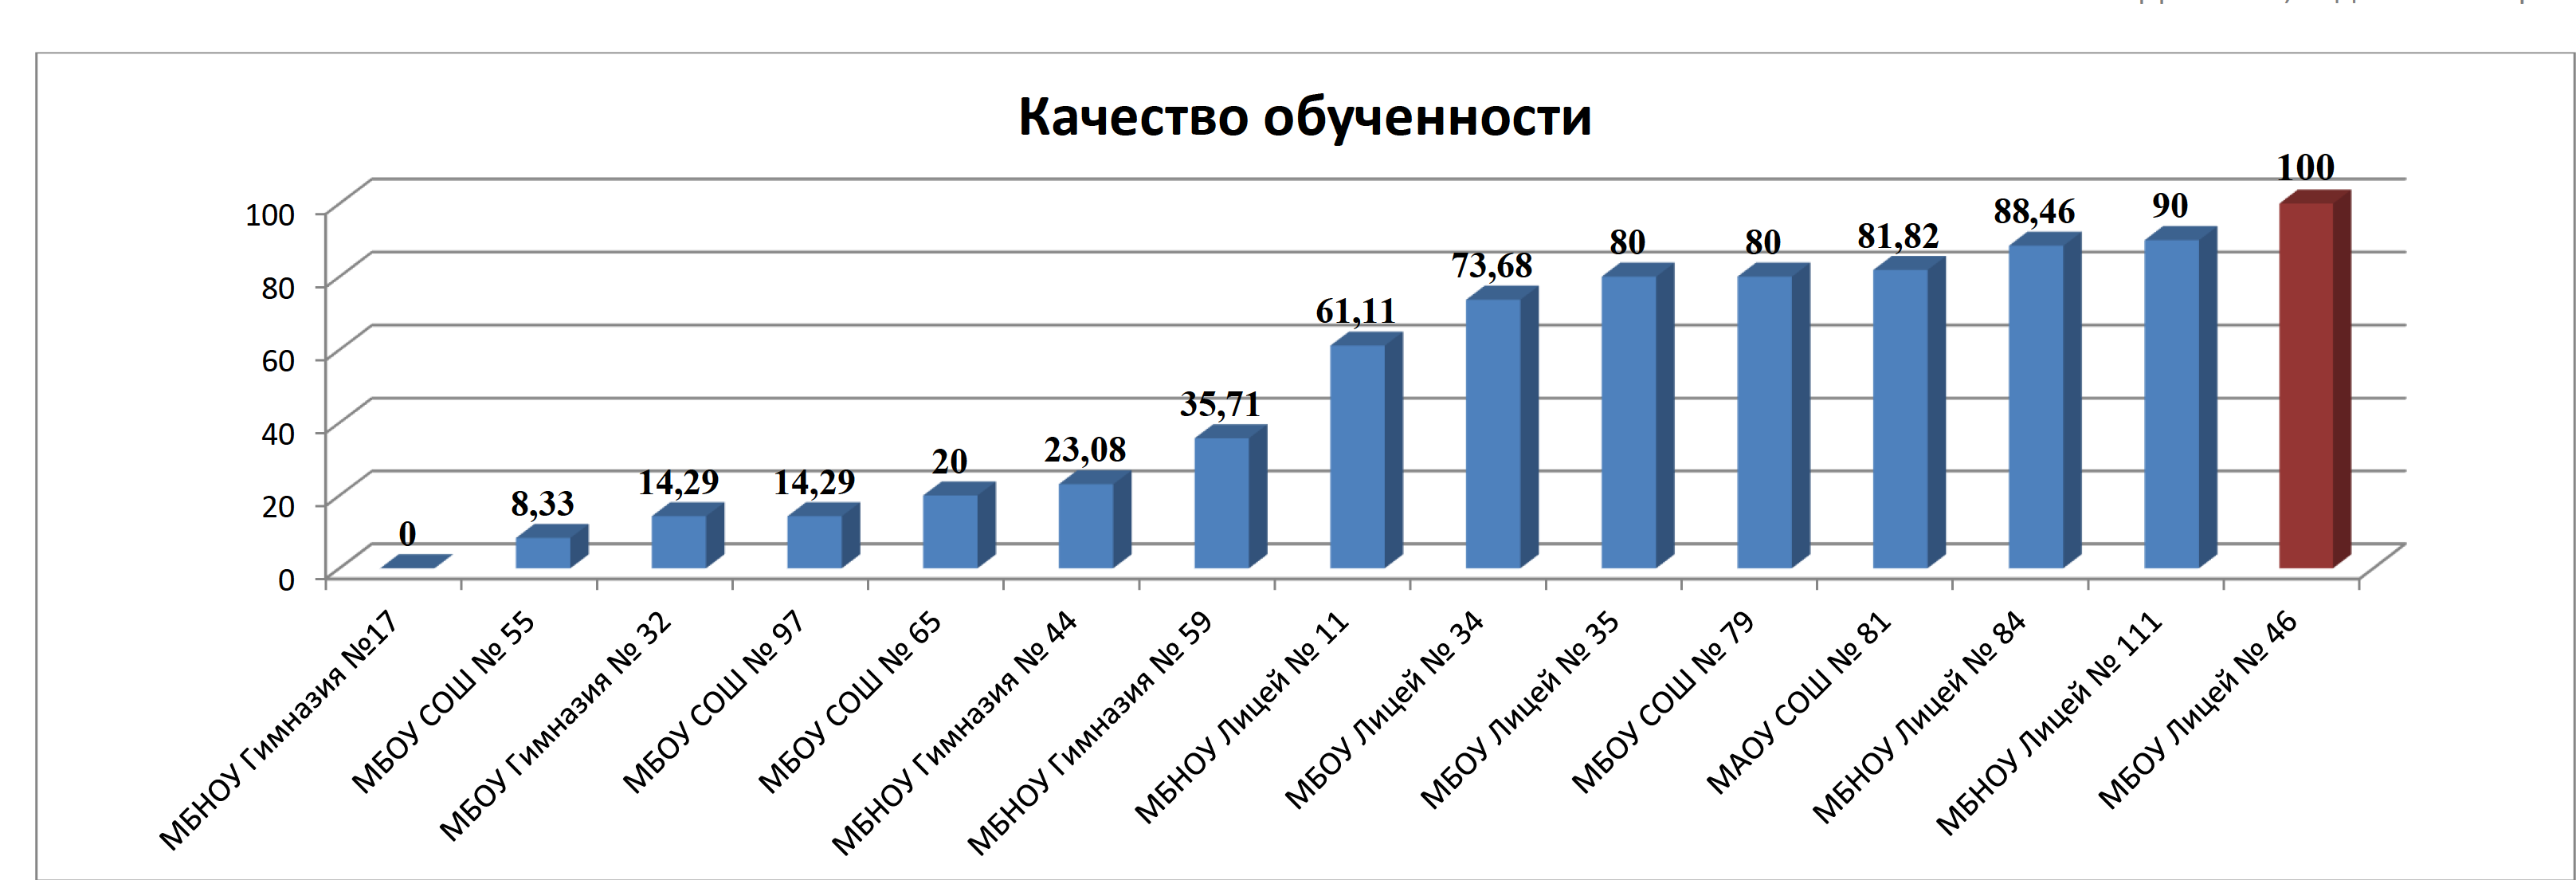 Качество обученности
100
80
60
40
20
0
0
8,33
14,29
14,29
20
23,08
35,71
61,11
73,68
80
80
81,82
88,46
90
100
МБНОУ Гимназия №17
МБОУ СОШ № 55
МБОУ Гимназия № 32
МБОУ СОШ № 97
МБОУ СОШ № 65
МБНОУ Гимназия № 44
МБНОУ Гимназия № 59
МБНОУ Лицей № 11
МБОУ Лицей № 34
МБОУ Лицей № 35
МБОУ СОШ № 79
МАОУ СОШ № 81
МБНОУ Лицей № 84
МБНОУ Лицей № 111
МБОУ Лицей № 46